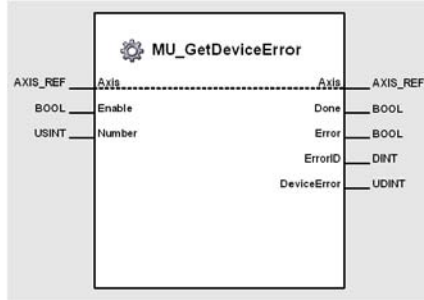 MU_GetDeviceError
AXIS_REF Axis Axis AXIS_REF
BOOL Enable Done BOOL
USINT Number Error BOOL
ErrorID DINT
DeviceError UDINT